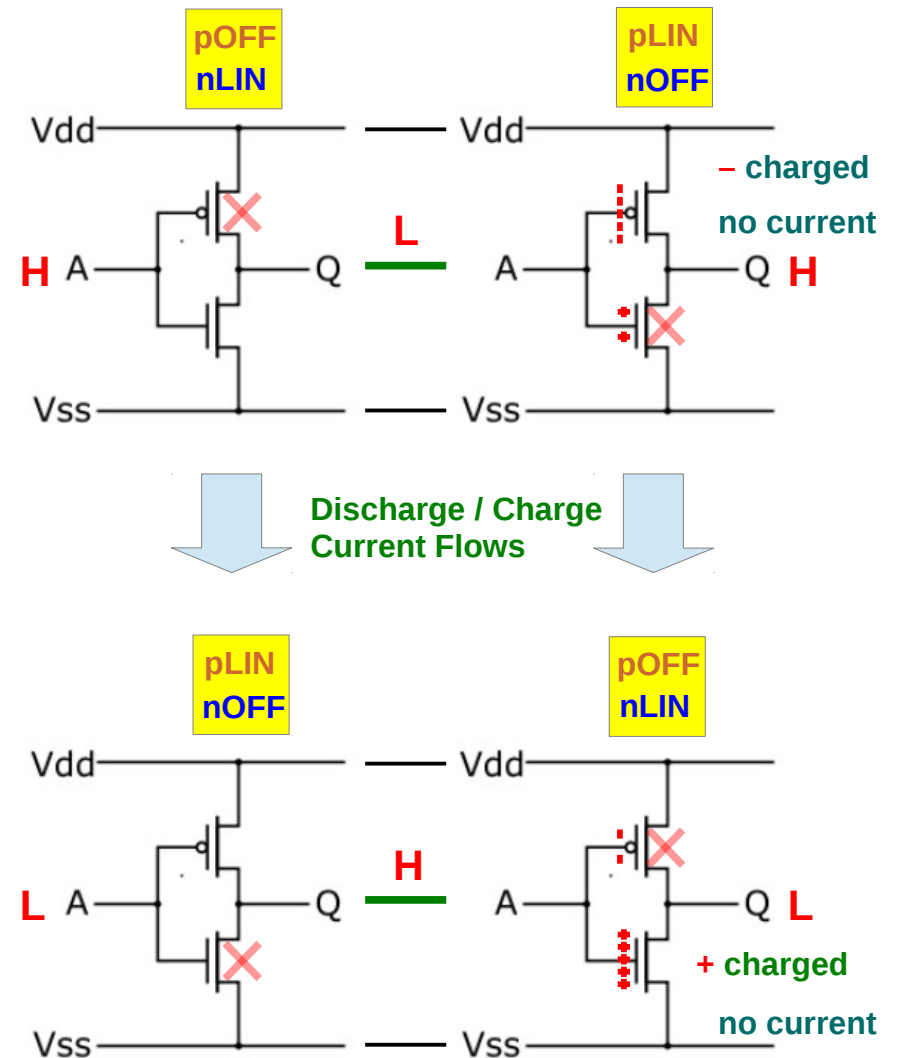 pOFF
nLIN
pLIN
nOFF
Vdd
Vdd
– charged
no current
L
H A
Q
A
Q H
Vss
Vss
Discharge / Charge
Current Flows
pLIN
nOFF
pOFF
nLIN
Vdd
Vdd
H
L A
Q
A
Q L
+ charged
no current
Vss
Vss